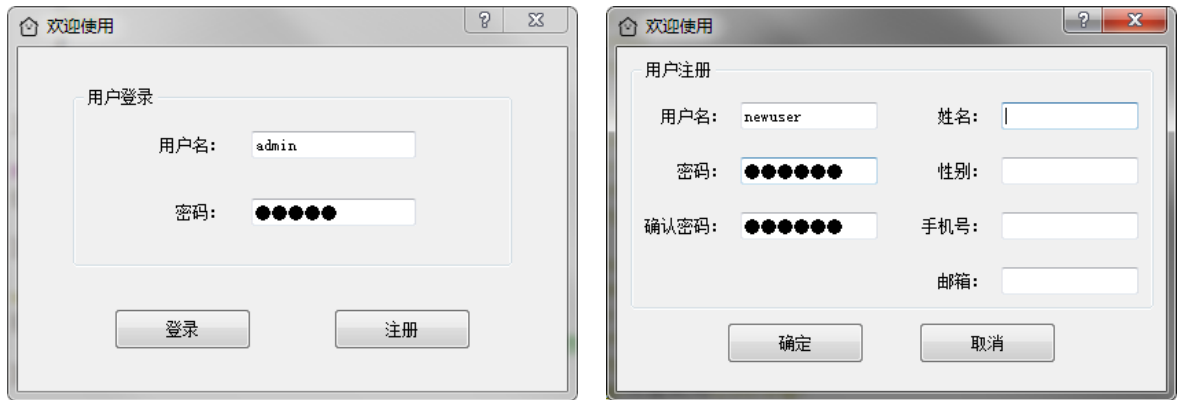 欢迎使用
用户登录
用户名： admin
密码： ●●●●●
登录 注册
欢迎使用
用户注册
用户名： newuser 姓名：
密码： ●●●●●● 性别：
确认密码： ●●●●●● 手机号：
邮箱：
确定 取消